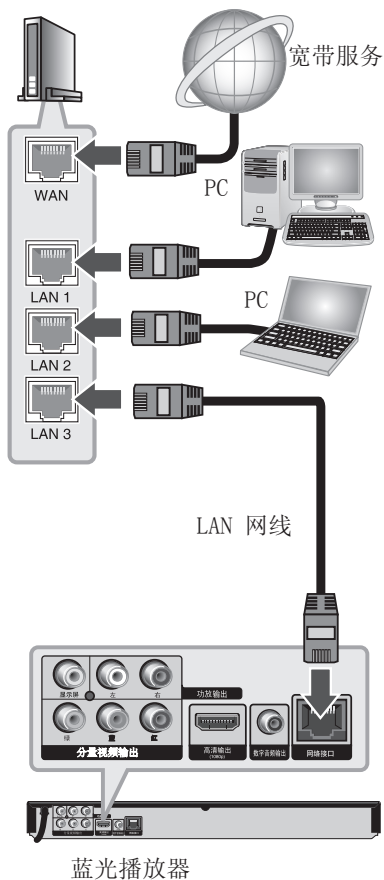 宽带服务
WAN
PC
LAN 1
PC
LAN 2
LAN 3
LAN 网线
显示屏 左 右
功放输出
绿 蓝 红
分量视频输出
高清输出
(1080p)
数字音频输出
网络接口
蓝光播放器